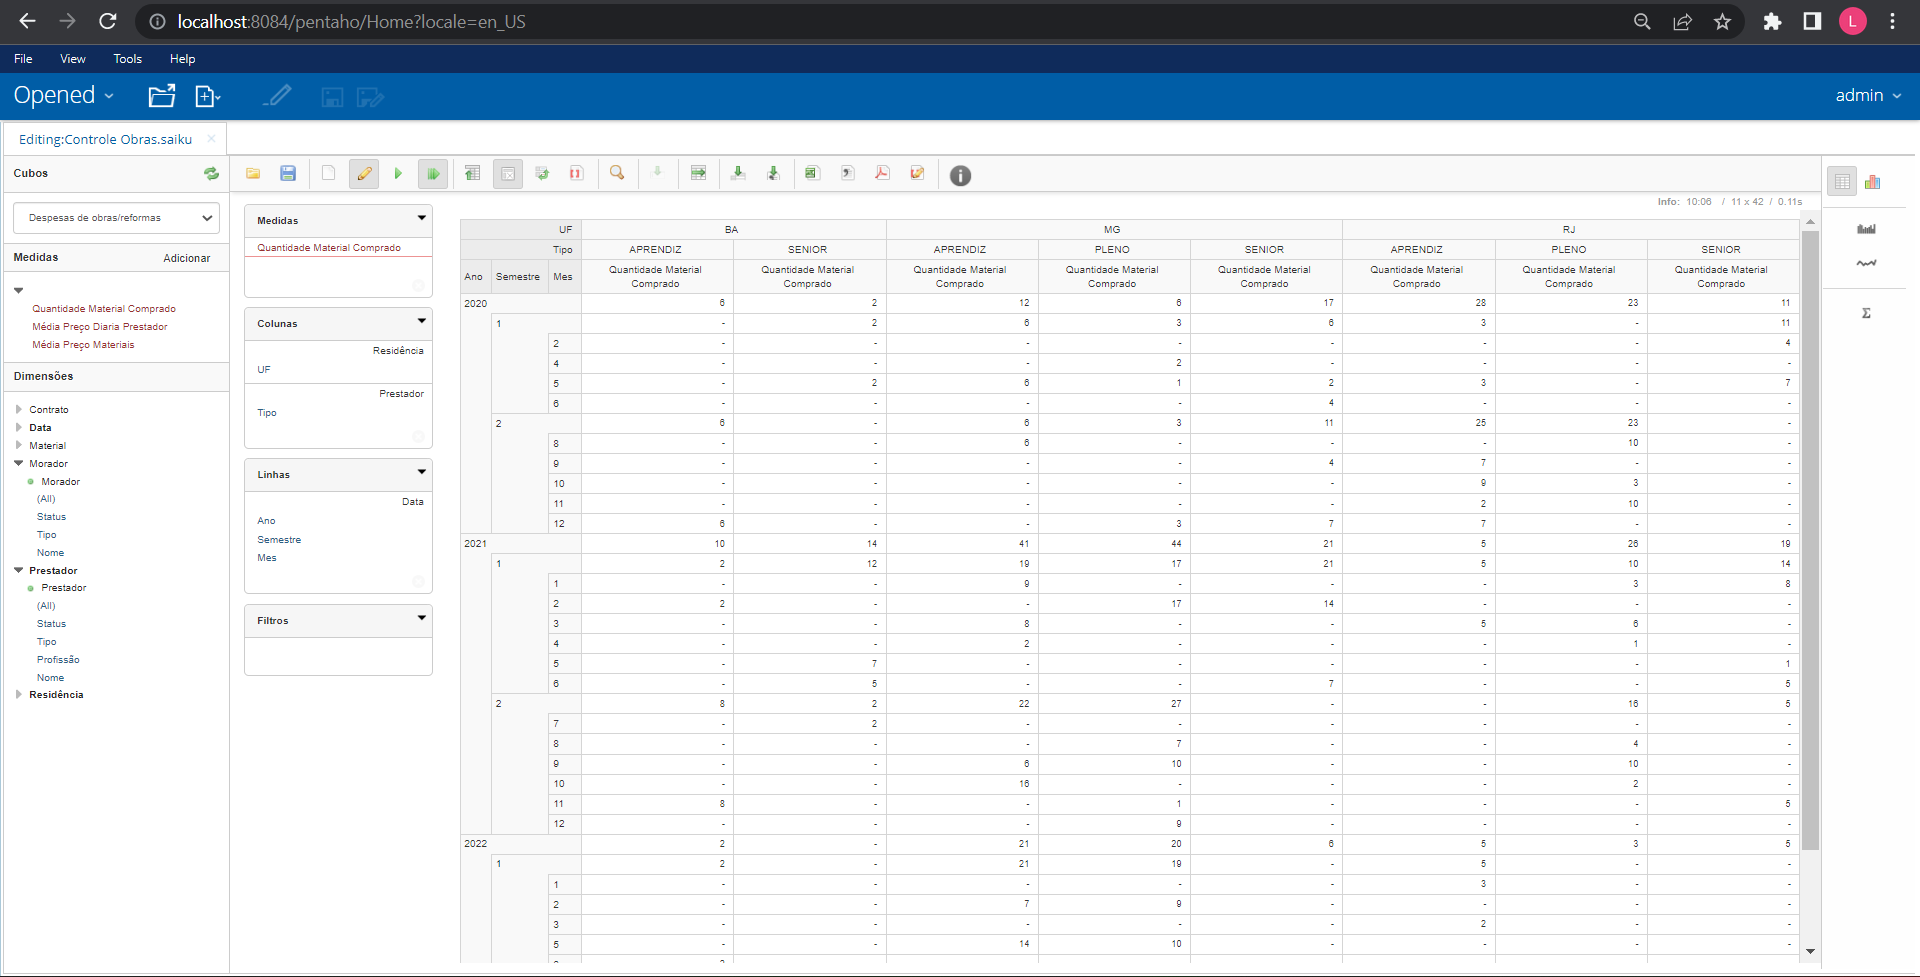 localhost:8084/pentaho/Home?locale=en_US
L
File View Tools Help
Opened
admin
Editing:Controle Obras.saiku ×
Cubos
Despesas de obras/reformas
Medidas Adicionar
Quantidade Material Comprado
Média Preço Diaria Prestador
Média Preço Materiais
Dimensões
Contrato
Data
Material
Morador
Morador
(All)
Status
Tipo
Nome
Prestador
Prestador
(All)
Status
Tipo
Profissão
Nome
Residência
Medidas
Quantidade Material Comprado
Colunas
Residência
UF
Prestador
Tipo
Linhas
Data
Ano
Semestre
Mes
Filtros
Info: 10:06 / 11 x 42 / 0.11s
Σ
UF BA MG RJ
Tipo APRENDIZ SENIOR APRENDIZ PLENO SENIOR APRENDIZ PLENO SENIOR
Ano Semestre Mes Quantidade Material Comprado Quantidade Material Comprado Quantidade Material Comprado Quantidade Material Comprado Quantidade Material Comprado Quantidade Material Comprado Quantidade Material Comprado Quantidade Material Comprado
2020 6 2 12 6 17 28 23 11
1 - 2 6 3 6 3 - 11
2 - - - - - - - 4
4 - - - 2 - - - -
5 - 2 6 1 2 3 - 7
6 - - - - 4 - - -
2 6 - 6 3 11 25 23 -
8 - - 6 - - - 10 -
9 - - - - 4 7 - -
10 - - - - - 9 3 -
11 - - - - - 2 10 -
12 6 - - 3 7 7 - -
2021 10 14 41 44 21 5 26 19
1 2 12 19 17 21 5 10 14
1 - - 9 - - - 3 8
2 2 - - 17 14 - - -
3 - - 8 - - 5 6 -
4 - - 2 - - - 1 -
5 - 7 - - - - - 1
6 - 5 - - 7 - - 5
2 8 2 22 27 - - 16 5
7 - 2 - - - - - -
8 - - - 7 - - 4 -
9 - - 6 10 - - 10 -
10 - - 16 - - - 2 -
11 8 - - 1 - - - 5
12 - - - 9 - - - -
2022 2 - 21 20 6 5 3 5
1 2 - 21 19 - 5 - -
1 - - - - - 3 - -
2 - - 7 9 - - - -
3 - - - - - 2 - -
5 - - 14 10 - - - -